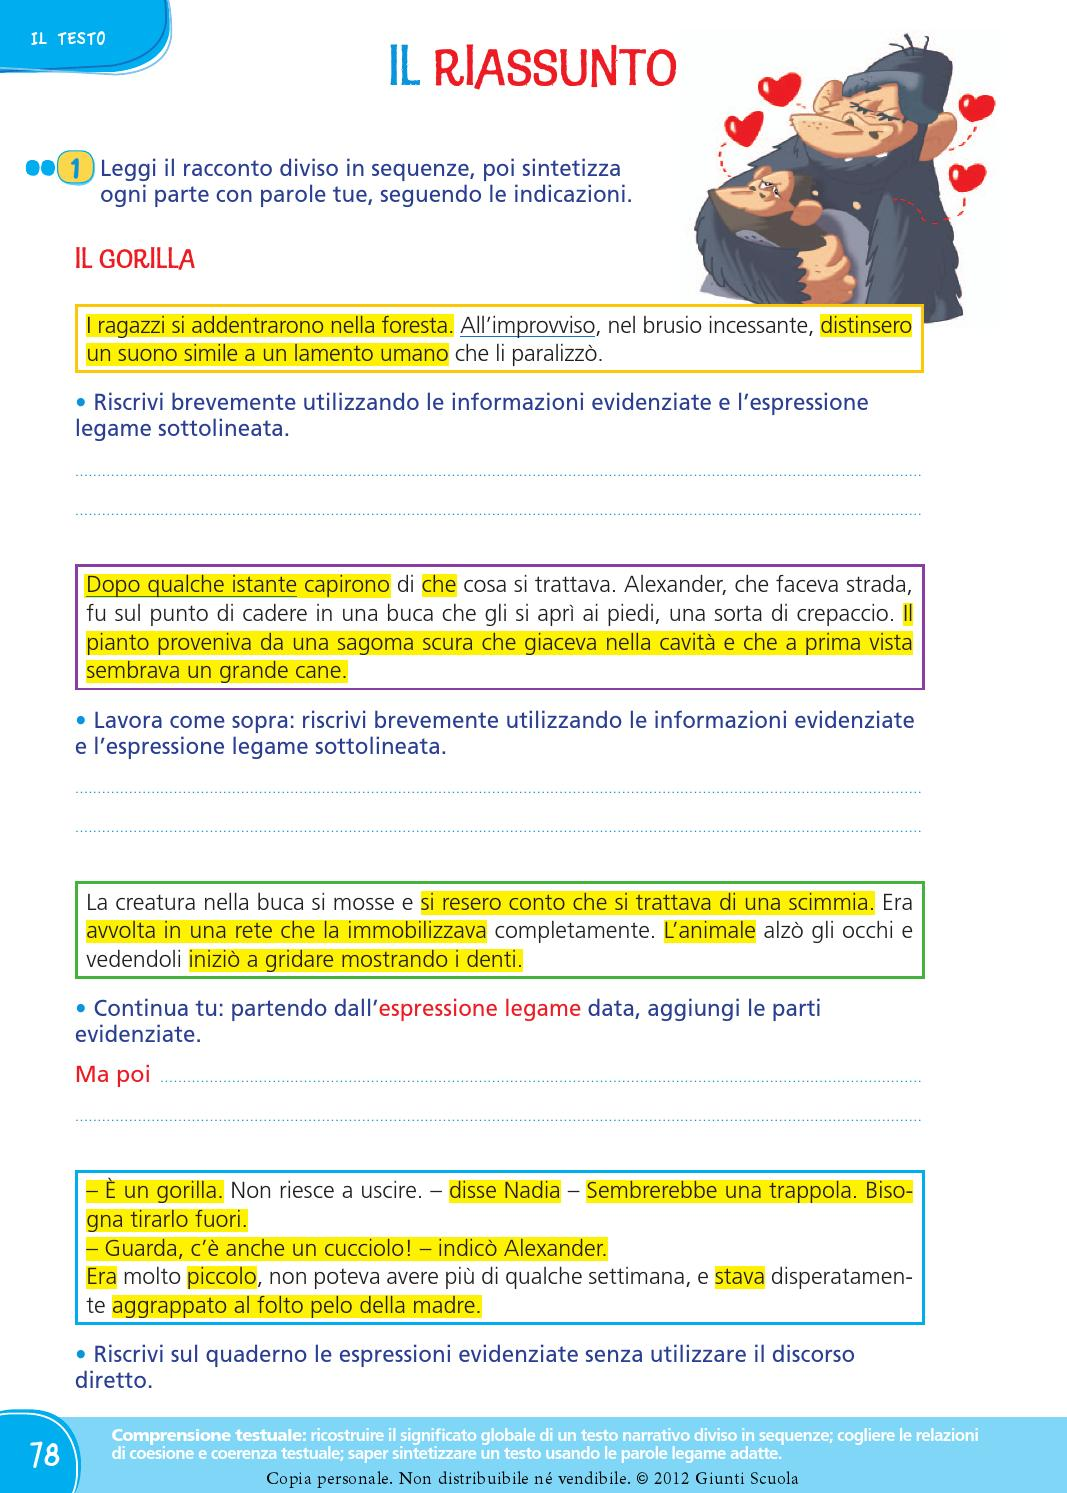 IL TESTO
IL RIASSUNTO
1 Leggi il racconto diviso in sequenze, poi sintetizza
ogni parte con parole tue, seguendo le indicazioni.
IL GORILLA
I ragazzi si addentrarono nella foresta. All’improvviso, nel brusio incessante, distinsero
un suono simile a un lamento umano che li paralizzò.
• Riscrivi brevemente utilizzando le informazioni evidenziate e l’espressione
legame sottolineata.
Dopo qualche istante capirono di che cosa si trattava. Alexander, che faceva strada,
fu sul punto di cadere in una buca che gli si aprì ai piedi, una sorta di crepaccio. Il
pianto proveniva da una sagoma scura che giaceva nella cavità e che a prima vista
sembrava un grande cane.
• Lavora come sopra: riscrivi brevemente utilizzando le informazioni evidenziate
e l’espressione legame sottolineata.
La creatura nella buca si mosse e si resero conto che si trattava di una scimmia. Era
avvolta in una rete che la immobilizzava completamente. L’animale alzò gli occhi e
vedendoli iniziò a gridare mostrando i denti.
• Continua tu: partendo dall’espressione legame data, aggiungi le parti
evidenziate.
Ma poi
– È un gorilla. Non riesce a uscire. – disse Nadia – Sembrerebbe una trappola. Biso-
gna tirarlo fuori.
– Guarda, c’è anche un cucciolo! – indicò Alexander.
Era molto piccolo, non poteva avere più di qualche settimana, e stava disperatamen-
te aggrappato al folto pelo della madre.
• Riscrivi sul quaderno le espressioni evidenziate senza utilizzare il discorso
diretto.
78
Comprensione testuale: ricostruire il significato globale di un testo narrativo diviso in sequenze; cogliere le relazioni
di coesione e coerenza testuale; saper sintetizzare un testo usando le parole legame adatte.
Copia personale. Non distribuibile né vendibile. © 2012 Giunti Scuola